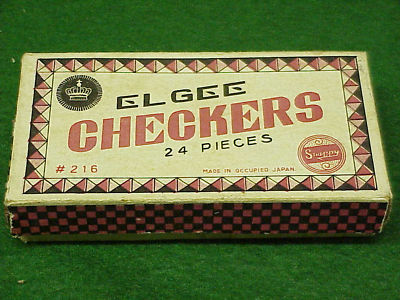 ELGEE
CHECKERS
24 PIECES
# 216
MADE IN OCCUPIED JAPAN.